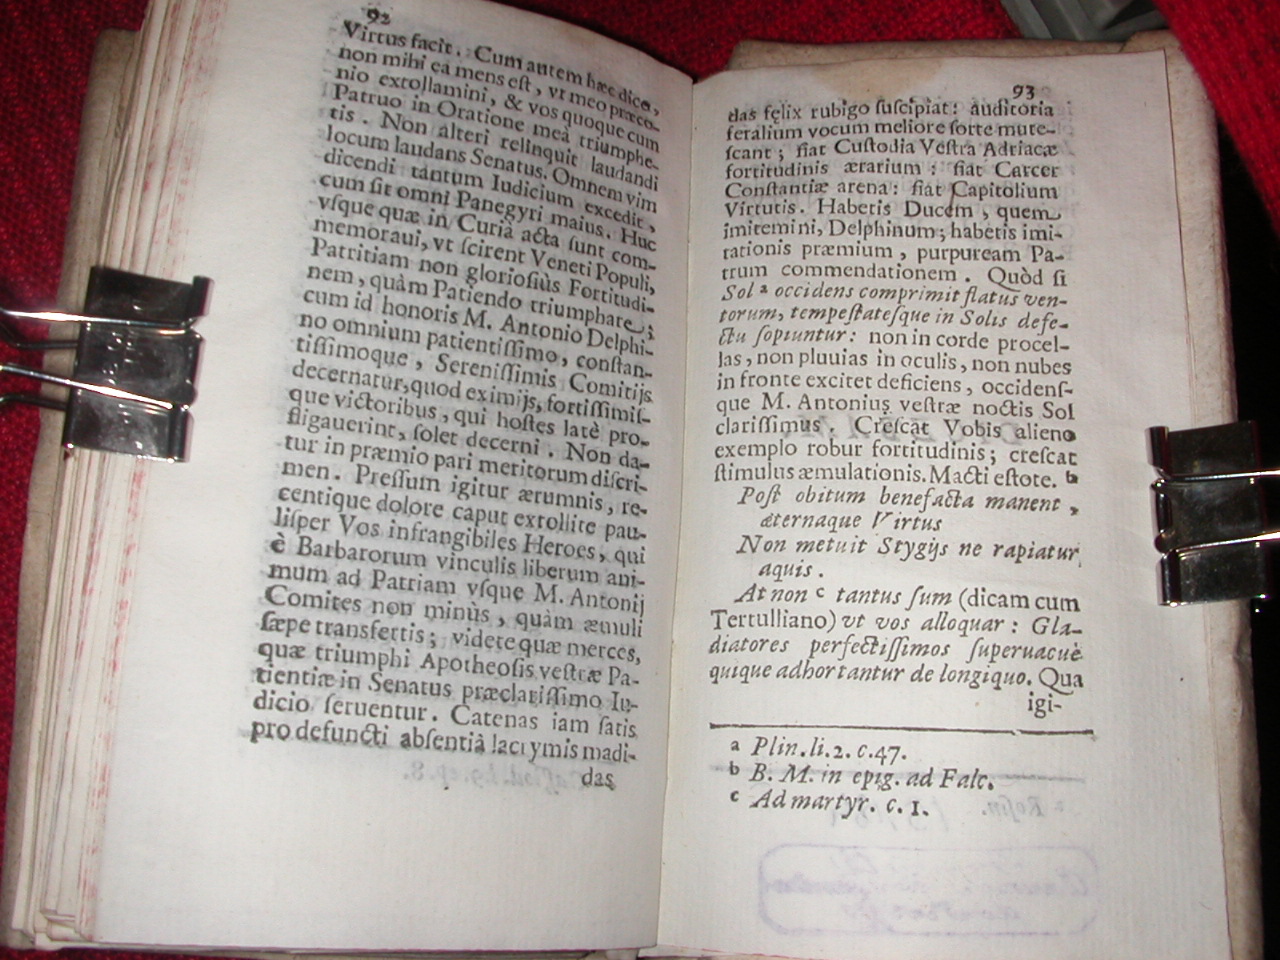 92
Virtus facit. Cum autem hæc dico,
non mihi ea mens est, vt meo præco-
nio extollamini, & vos quoque cum
Patruo in Oratione meâ triumphe-
tis. Non alteri relinquit laudandi
locum laudans Senatus. Omnem vim
dicendi tantum Iudicium excedit,
cum sit omni Panegyri maius. Huc
vsque quæ in Curiâ acta sunt com-
memoraui, vt scirent Veneti Populi,
Patritiam non gloriosiùs Fortitudi-
nem, quàm Patiendo triumphare;
cum id honoris M. Antonio Delphi-
no omnium patientissimo, constan-
tissimoque, Serenissimis Comitijs
decernatur, quod eximijs, fortissimis-
que victoribus, qui hostes latè pro-
fligauerint, solet decerni. Non da-
tur in præmio pari meritorum discri-
men. Pressum igitur ærumnis, re-
centique dolore caput extollite pau-
lisper Vos infrangibiles Heroes, qui
è Barbarorum vinculis liberum ani-
mum ad Patriam vsque M. Antonij
Comites non minùs, quàm æmuli
sæpe transfertis; videte quæ merces,
quæ triumphi Apotheosis vestræ Pa-
tientiæ in Senatus præclarissimo Iu-
dicio seruentur. Catenas iam satis
pro defuncti absentiâ lacrymis madi-
das
93
das fęlix rubigo suscipiat: auditoria
feralium vocum meliore sorte mute-
scant; fiat Custodia Vestra Adriacæ
fortitudinis ærarium: fiat Carcer
Constantiæ arena: fiat Capitolium
Virtutis. Habetis Ducem, quem
imitemini, Delphinum; habetis imi-
tationis præmium, purpuream Pa-
trum commendationem. Quòd si
Sol a occidens comprimit flatus ven-
torum, tempestatesque in Solis defe-
ctu sopiuntur: non in corde procel-
las, non pluuias in oculis, non nubes
in fronte excitet deficiens, occidens-
que M. Antonius vestræ noctis Sol
clarissimus. Crescat Vobis alieno
exemplo robur fortitudinis; crescat
stimulus æmulationis. Macti estote. b
Post obitum benefacta manent,
æternaque Virtus
Non metuit Stygijs ne rapiatur
aquis.
At non c tantus sum (dicam cum
Tertulliano) vt vos alloquar: Gla-
diatores perfectissimos superuacuè
quique adhortantur de longiquo. Qua
igi-
a Plin. li. 2. c. 47.
b B. M. in epig. ad Falc.
c Ad martyr. c. 1.